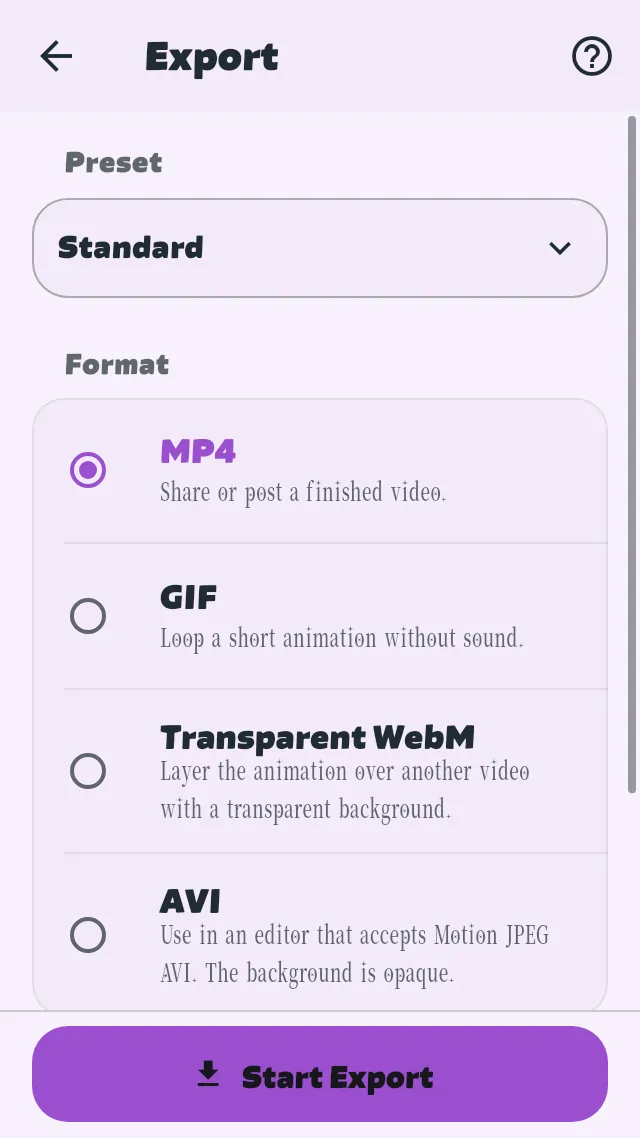 Export
Preset
Standard
Format
MP4
Share or post a finished video.
GIF
Loop a short animation without sound.
Transparent WebM
Layer the animation over another video
with a transparent background.
AVI
Use in an editor that accepts Motion JPEG
AVI. The background is opaque.
Start Export